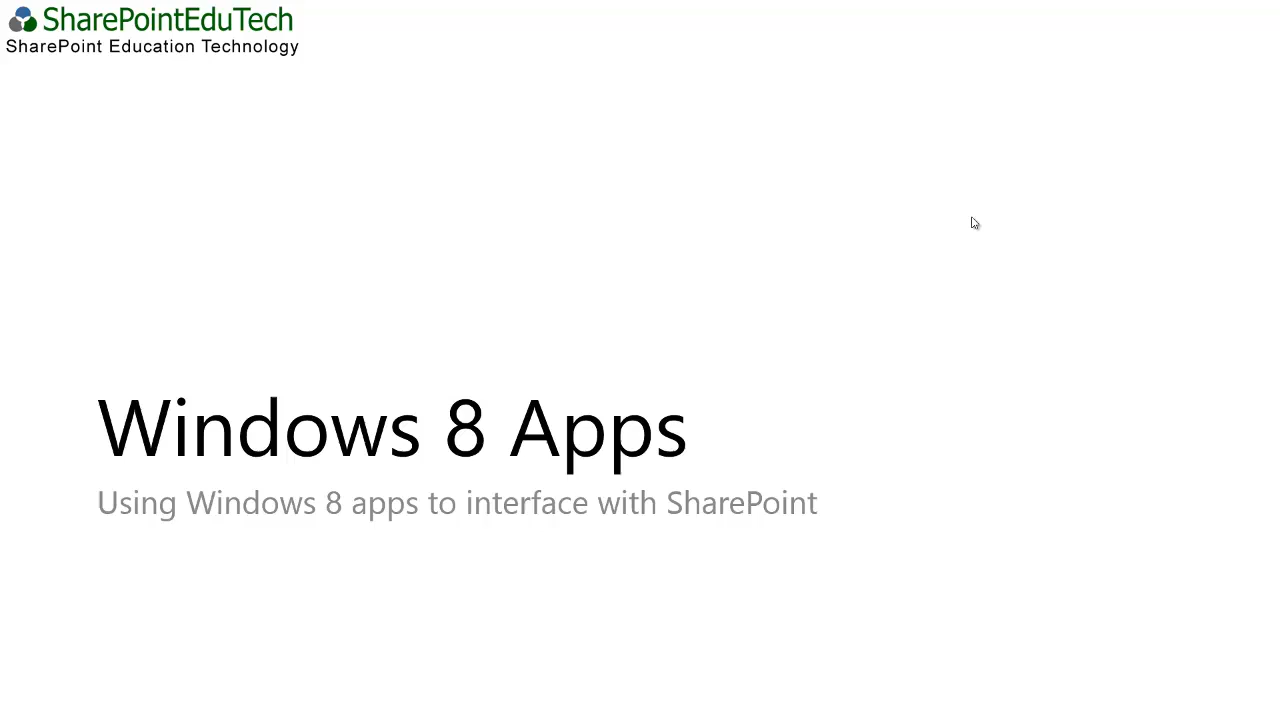 SharePointEduTech
SharePoint Education Technology
Windows 8 Apps
Using Windows 8 apps to interface with SharePoint